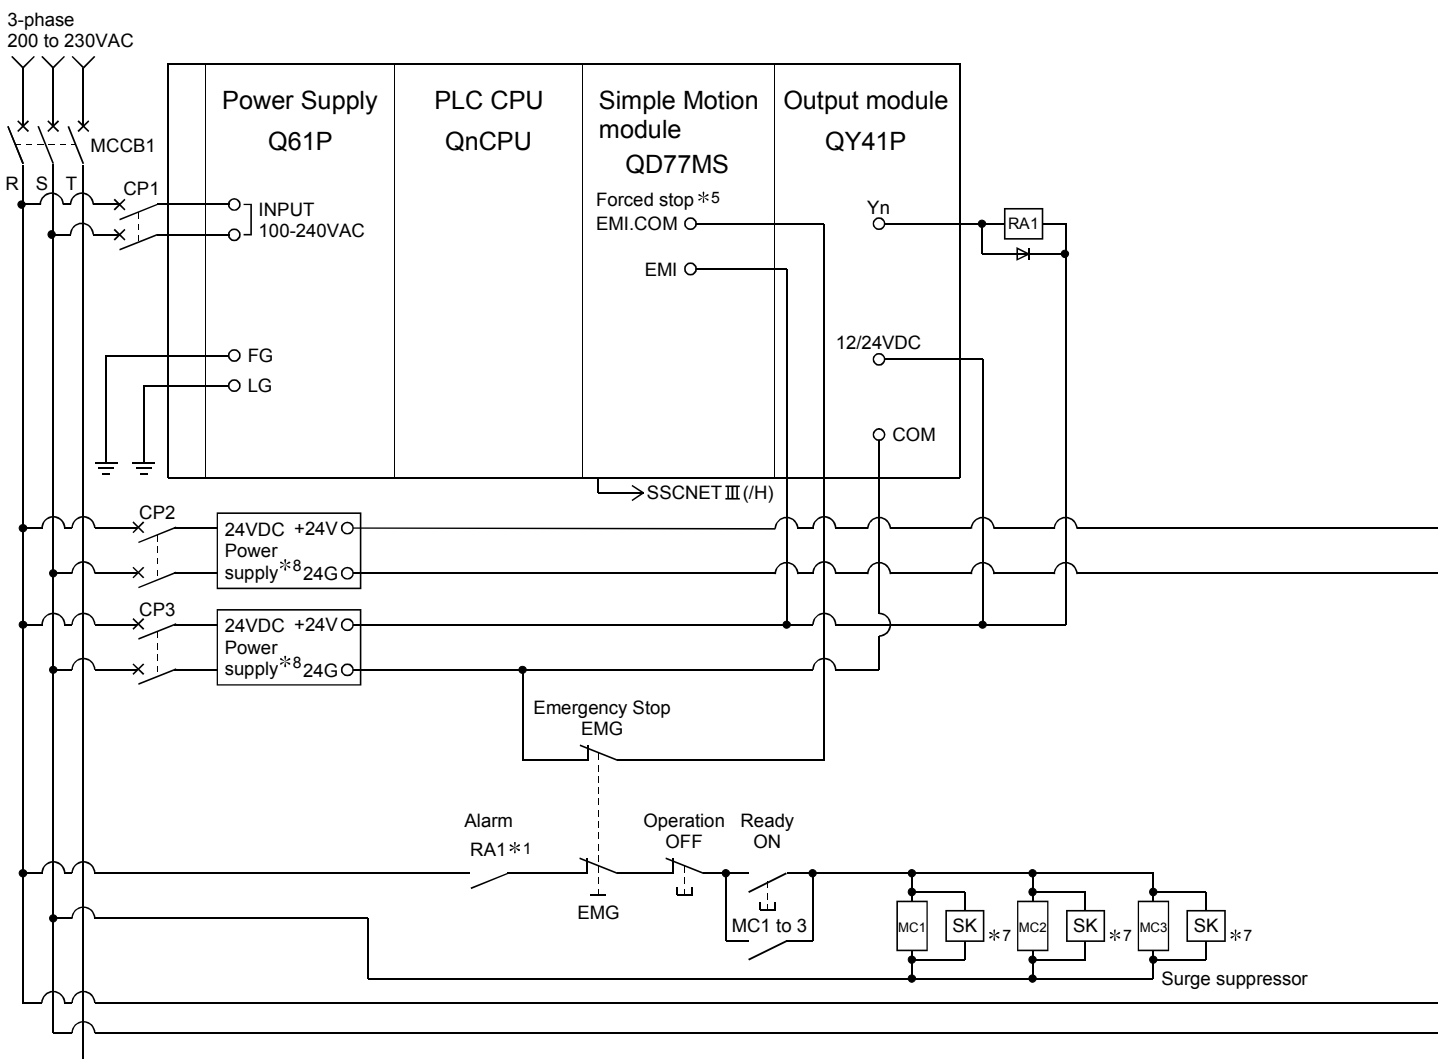 3-phase
200 to 230VAC
MCCB1
R S T
CP1
Power Supply
Q61P
INPUT
100-240VAC
FG
LG
PLC CPU
QnCPU
Simple Motion
module
QD77MS
Forced stop *5
EMI.COM
EMI
Output module
QY41P
Yn
12/24VDC
COM
RA1
SSCNET Ⅲ (/H)
CP2
24VDC +24V
Power
supply*8 24G
CP3
24VDC +24V
Power
supply*8 24G
Emergency Stop
EMG
Alarm
RA1*1
EMG
Operation
OFF
Ready
ON
MC1 to 3
MC1
SK
*7
MC2
SK
*7
MC3
SK
*7
Surge suppressor